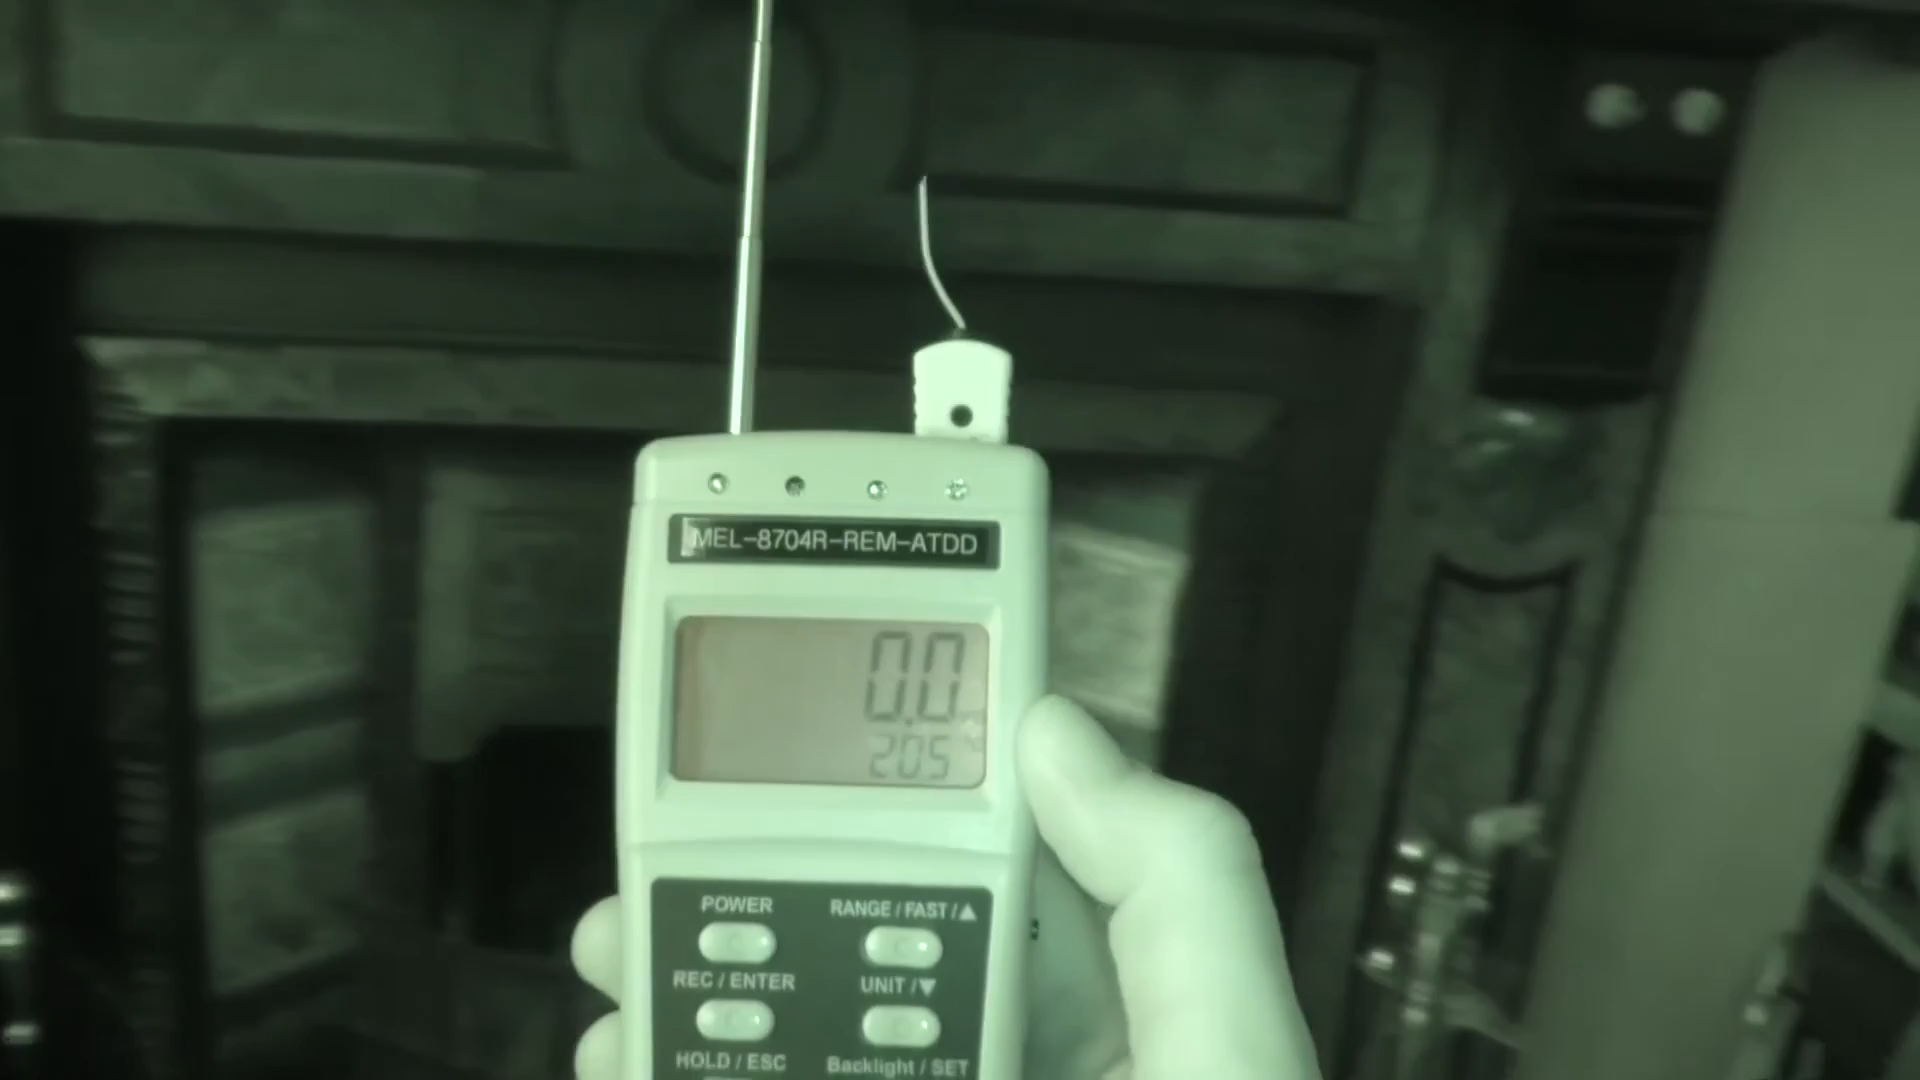 MEL-8704R-REM-ATDD
0.0
20.5
POWER
RANGE / FAST / ▲
REC / ENTER
UNIT / ▼
HOLD / ESC
Backlight / SET